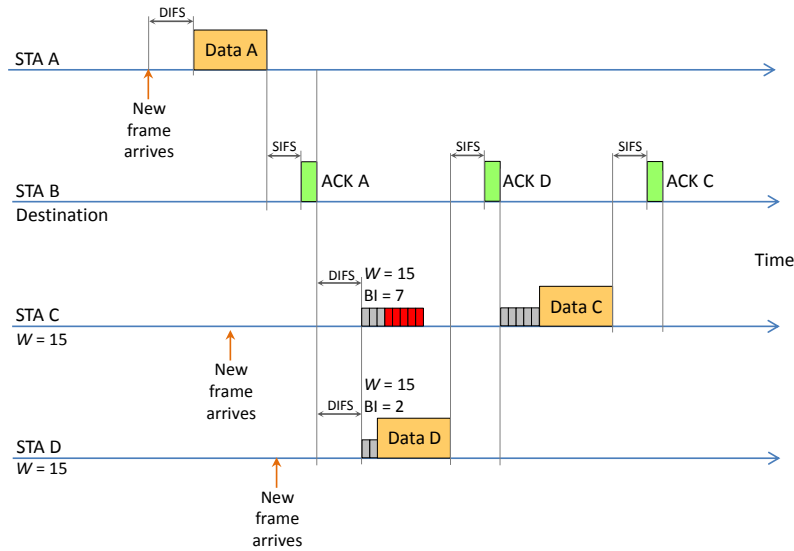 DIFS
Data A
STA A
New
frame
arrives
SIFS
SIFS
SIFS
ACK A
ACK D
ACK C
STA B
Destination
Time
DIFS
W = 15
BI = 7
Data C
STA C
W = 15
New
frame
arrives
W = 15
BI = 2
DIFS
Data D
STA D
W = 15
New
frame
arrives